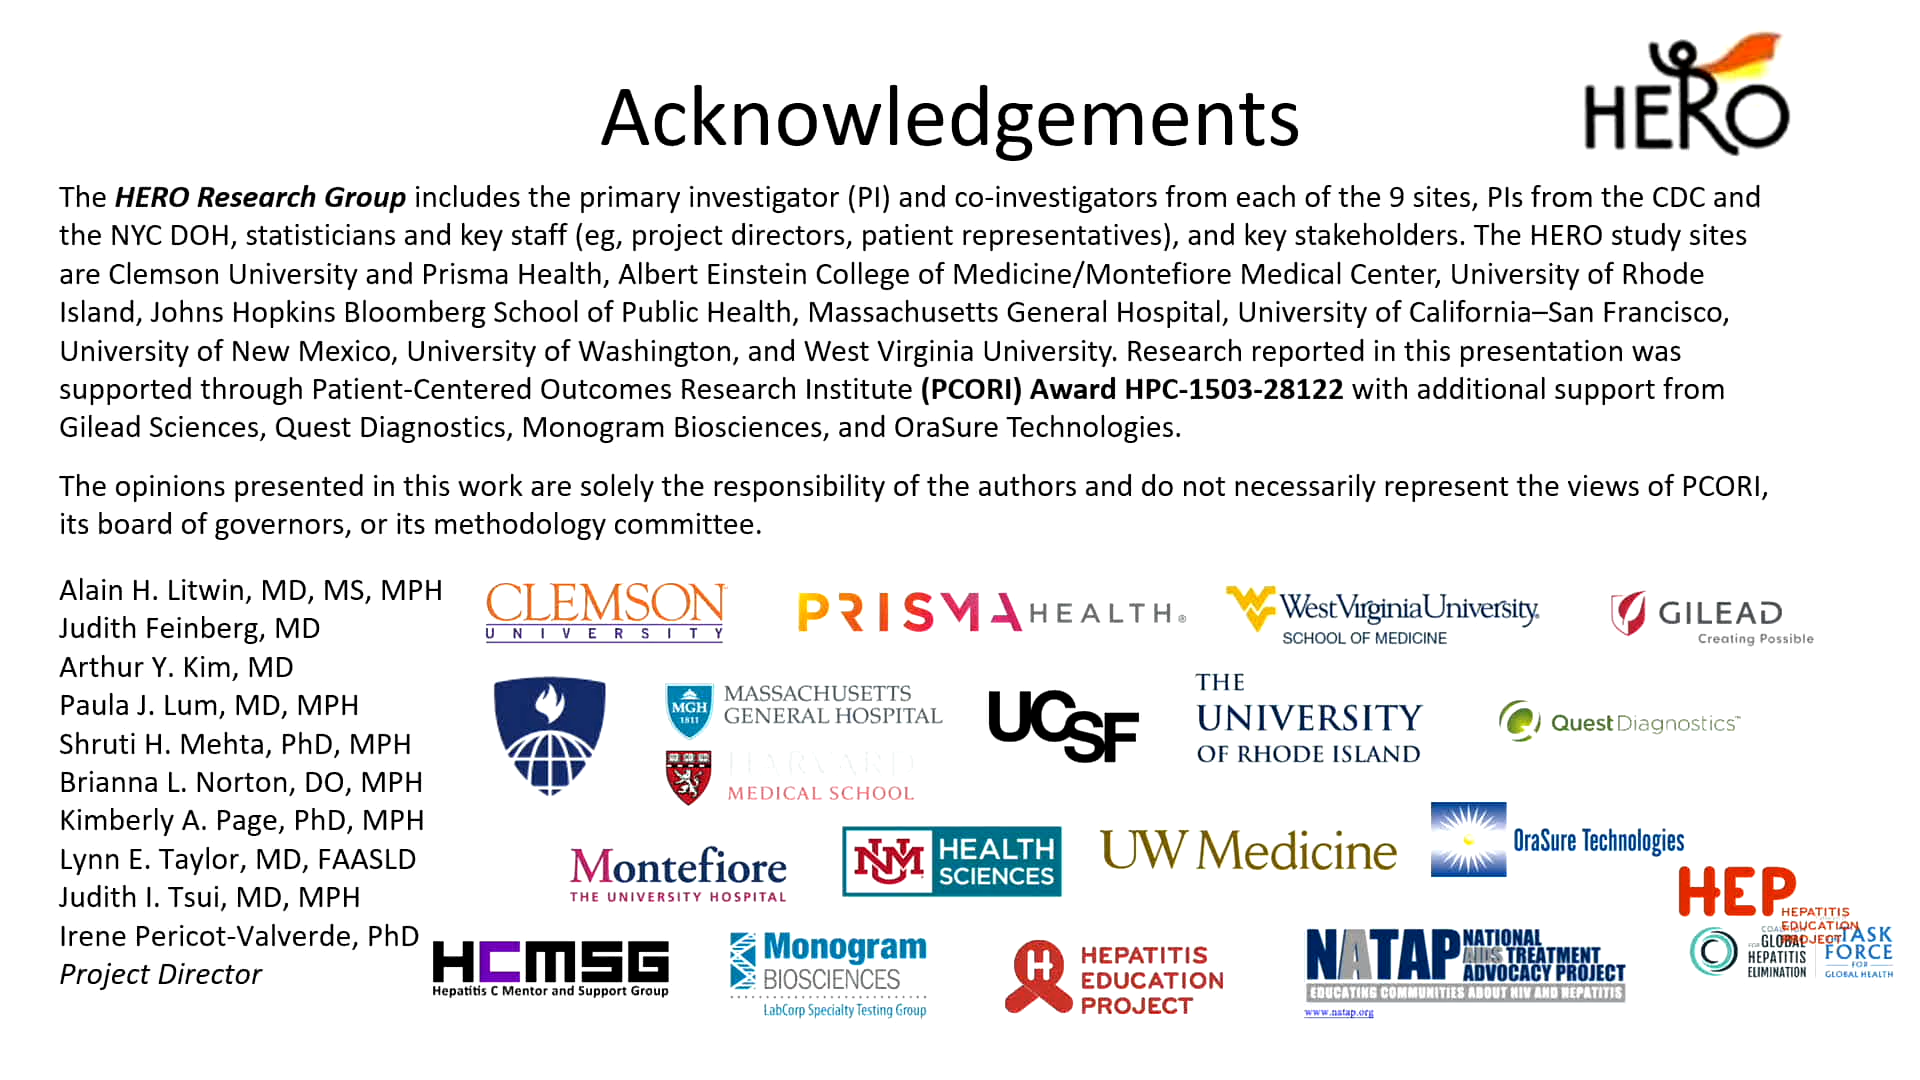 HERO
Acknowledgements
The HERO Research Group includes the primary investigator (PI) and co-investigators from each of the 9 sites, PIs from the CDC and
the NYC DOH, statisticians and key staff (eg, project directors, patient representatives), and key stakeholders. The HERO study sites
are Clemson University and Prisma Health, Albert Einstein College of Medicine/Montefiore Medical Center, University of Rhode
Island, Johns Hopkins Bloomberg School of Public Health, Massachusetts General Hospital, University of California–San Francisco,
University of New Mexico, University of Washington, and West Virginia University. Research reported in this presentation was
supported through Patient-Centered Outcomes Research Institute (PCORI) Award HPC-1503-28122 with additional support from
Gilead Sciences, Quest Diagnostics, Monogram Biosciences, and OraSure Technologies.
The opinions presented in this work are solely the responsibility of the authors and do not necessarily represent the views of PCORI,
its board of governors, or its methodology committee.
Alain H. Litwin, MD, MS, MPH
Judith Feinberg, MD
Arthur Y. Kim, MD
Paula J. Lum, MD, MPH
Shruti H. Mehta, PhD, MPH
Brianna L. Norton, DO, MPH
Kimberly A. Page, PhD, MPH
Lynn E. Taylor, MD, FAASLD
Judith I. Tsui, MD, MPH
Irene Pericot-Valverde, PhD
Project Director
CLEMSON
UNIVERSITY
PRISMA HEALTH®
WestVirginiaUniversity.
SCHOOL OF MEDICINE
GILEAD
Creating Possible
MGH
1811
MASSACHUSETTS
GENERAL HOSPITAL
HARVARD
MEDICAL SCHOOL
UCSF
THE
UNIVERSITY
OF RHODE ISLAND
QuestDiagnostics™
Montefiore
THE UNIVERSITY HOSPITAL
UNM
HEALTH
SCIENCES
UW Medicine
OraSure Technologies
HEP
HEPATITIS
EDUCATION
PROJECT
COALITION
FOR GLOBAL
HEPATITIS
ELIMINATION
TASK
FORCE
FOR
GLOBAL HEALTH
HCMSG
Hepatitis C Mentor and Support Group
Monogram
BIOSCIENCES
LabCorp Specialty Testing Group
H
HEPATITIS
EDUCATION
PROJECT
NATAP
NATIONAL
AIDS TREATMENT
ADVOCACY PROJECT
EDUCATING COMMUNITIES ABOUT HIV AND HEPATITIS
www.natap.org